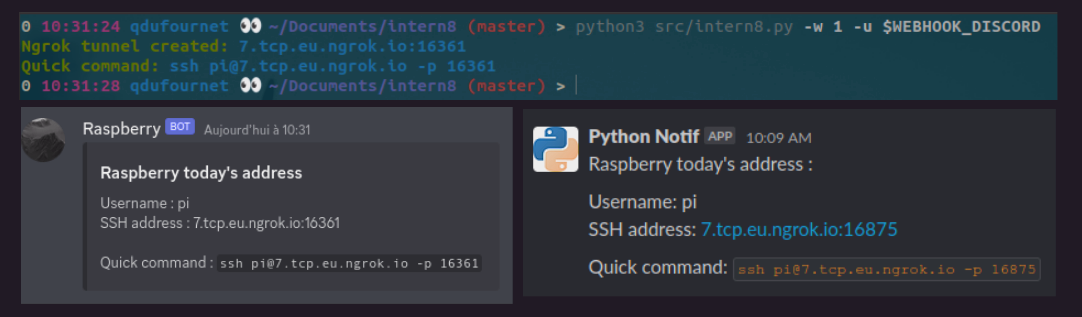 0 10:31:24 qdufournet 👀 ~/Documents/intern8 (master) > python3 src/intern8.py -w 1 -u $WEBHOOK_DISCORD
Ngrok tunnel created: 7.tcp.eu.ngrok.io:16361
Quick command: ssh pi@7.tcp.eu.ngrok.io -p 16361
0 10:31:28 qdufournet 👀 ~/Documents/intern8 (master) >
Raspberry BOT Aujourd'hui à 10:31
Raspberry today's address
Username : pi
SSH address : 7.tcp.eu.ngrok.io:16361
Quick command : ssh pi@7.tcp.eu.ngrok.io -p 16361
Python Notif APP 10:09 AM
Raspberry today's address :
Username: pi
SSH address: 7.tcp.eu.ngrok.io:16875
Quick command: ssh pi@7.tcp.eu.ngrok.io -p 16875